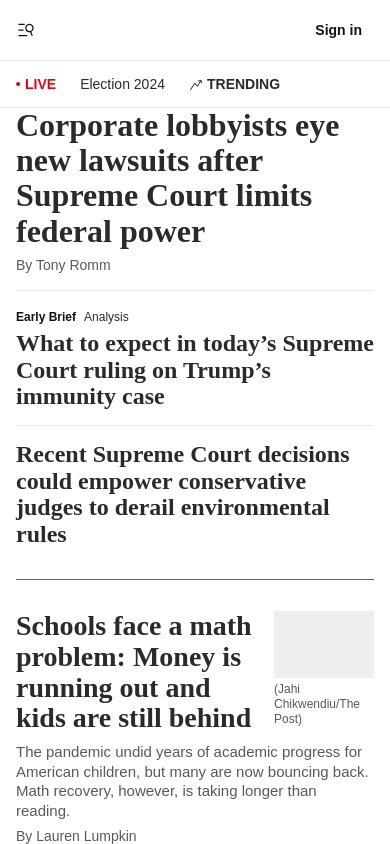 Sign in
LIVE
Election 2024
TRENDING
Corporate lobbyists eye
new lawsuits after
Supreme Court limits
federal power
By Tony Romm
Early Brief Analysis
What to expect in today’s Supreme
Court ruling on Trump’s
immunity case
Recent Supreme Court decisions
could empower conservative
judges to derail environmental
rules
Schools face a math
problem: Money is
running out and
kids are still behind
(Jahi
Chikwendiu/The
Post)
The pandemic undid years of academic progress for
American children, but many are now bouncing back.
Math recovery, however, is taking longer than
reading.
By Lauren Lumpkin